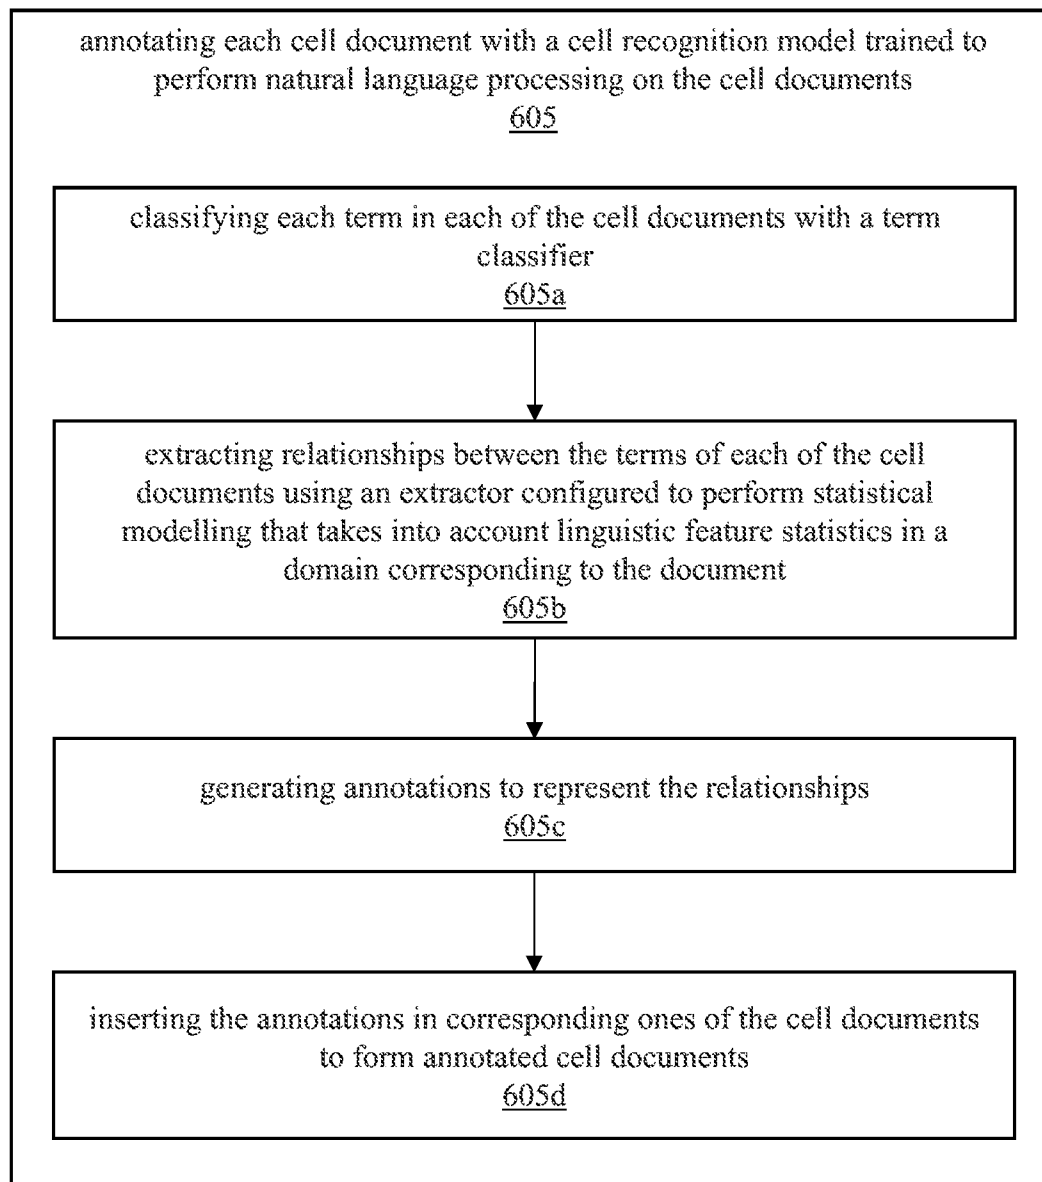 annotating each cell document with a cell recognition model trained to
perform natural language processing on the cell documents
605
classifying each term in each of the cell documents with a term
classifier
605a
extracting relationships between the terms of each of the cell
documents using an extractor configured to perform statistical
modelling that takes into account linguistic feature statistics in a
domain corresponding to the document
605b
generating annotations to represent the relationships
605c
inserting the annotations in corresponding ones of the cell documents
to form annotated cell documents
605d